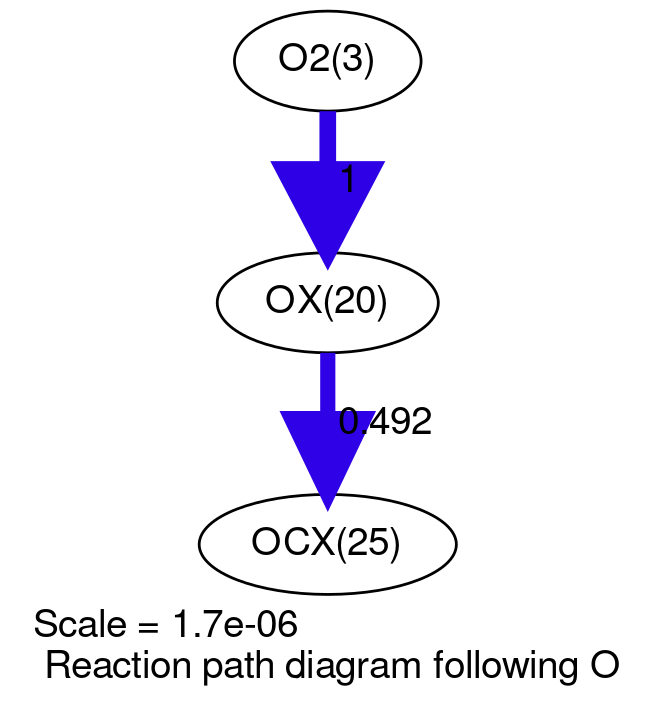 O2(3)
1
OX(20)
0.492
OCX(25)
Scale = 1.7e-06
Reaction path diagram following O